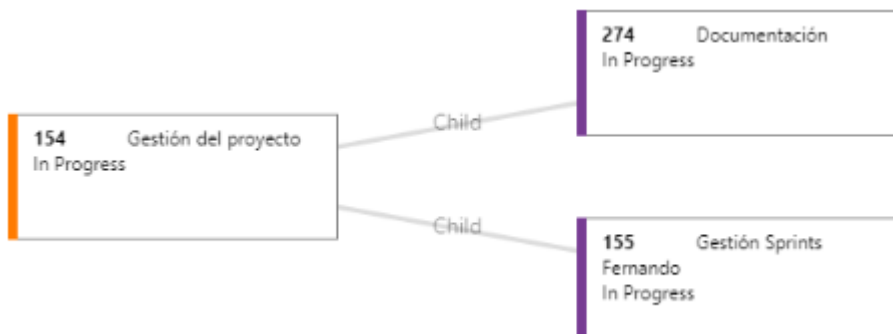 154 Gestión del proyecto
In Progress
Child
274 Documentación
In Progress
Child
155 Gestión Sprints
Fernando
In Progress